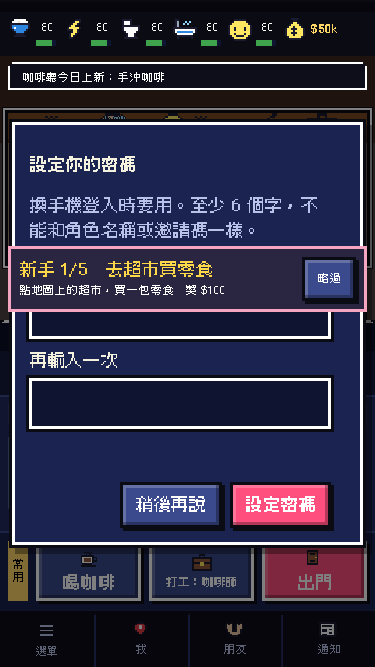 80 80 80 80 80 $50k
咖啡廳今日上新：手沖咖啡
設定你的密碼
換手機登入時要用。至少 6 個字，不
能和角色名稱或邀請碼一樣。
新手 1/5 去超市買零食
點地圖上的超市，買一包零食 獎 $100
略過
再輸入一次
稍後再說 設定密碼
常用
喝咖啡 打工：咖啡師 出門
選單 我 朋友 通知